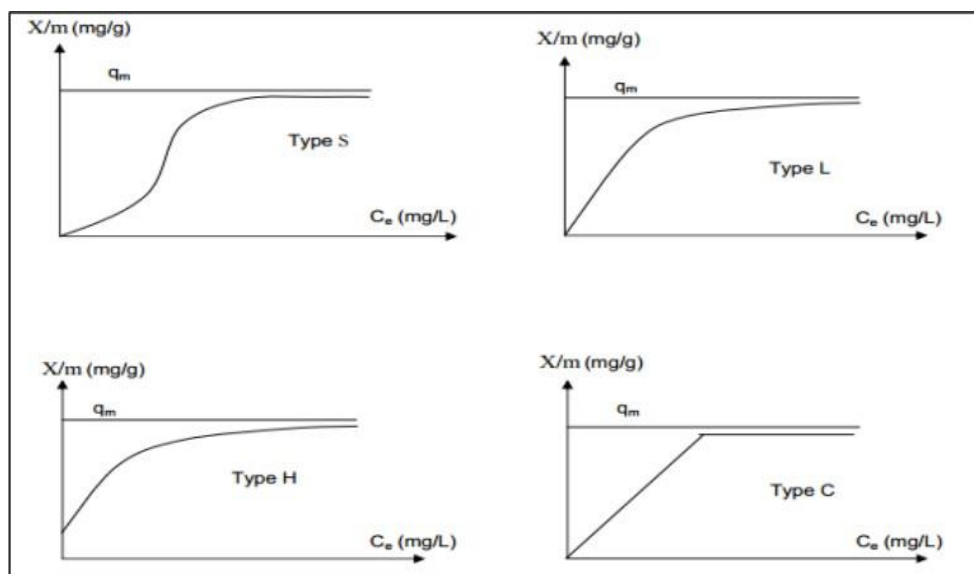 X/m (mg/g)
qm
Type S
Ce (mg/L)
X/m (mg/g)
qm
Type L
Ce (mg/L)
X/m (mg/g)
qm
Type H
Ce (mg/L)
X/m (mg/g)
qm
Type C
Ce (mg/L)